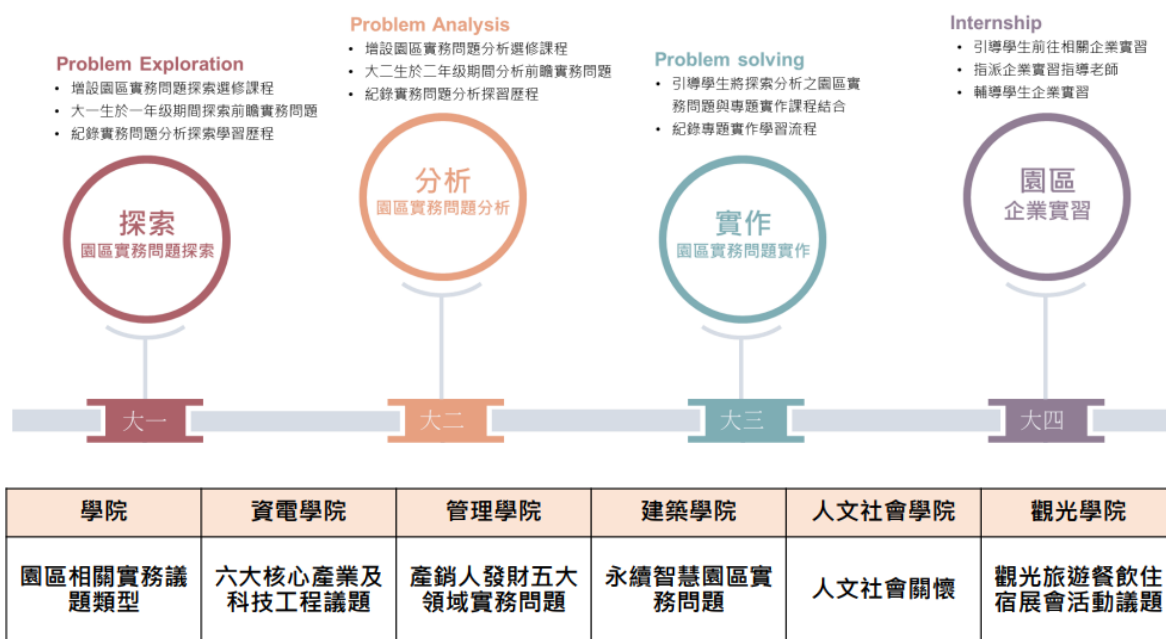 Problem Exploration
• 增設園區實務問題探索選修課程
• 大一生於一年级期間探索前瞻實務問題
• 紀錄實務問題分析探索學習歷程
探索
園區實務問題探索
大一
Problem Analysis
• 增設園區實務問題分析選修課程
• 大二生於二年级期間分析前瞻實務問題
• 紀錄實務問題分析探習歷程
分析
園區實務問題分析
大二
Problem solving
• 引導學生將探索分析之園區實
務問題與專題實作課程結合
• 紀錄專題實作學習流程
實作
園區實務問題實作
大三
Internship
• 引導學生前往相關企業實習
• 指派企業實習指導老師
• 輔導學生企業實習
園區
企業實習
大四
學院 資電學院 管理學院 建築學院 人文社會學院 觀光學院
園區相關實務議
題類型
六大核心產業及
科技工程議題
產銷人發財五大
領域實務問題
永續智慧園區實
務問題
人文社會關懷
觀光旅遊餐飲住
宿展會活動議題